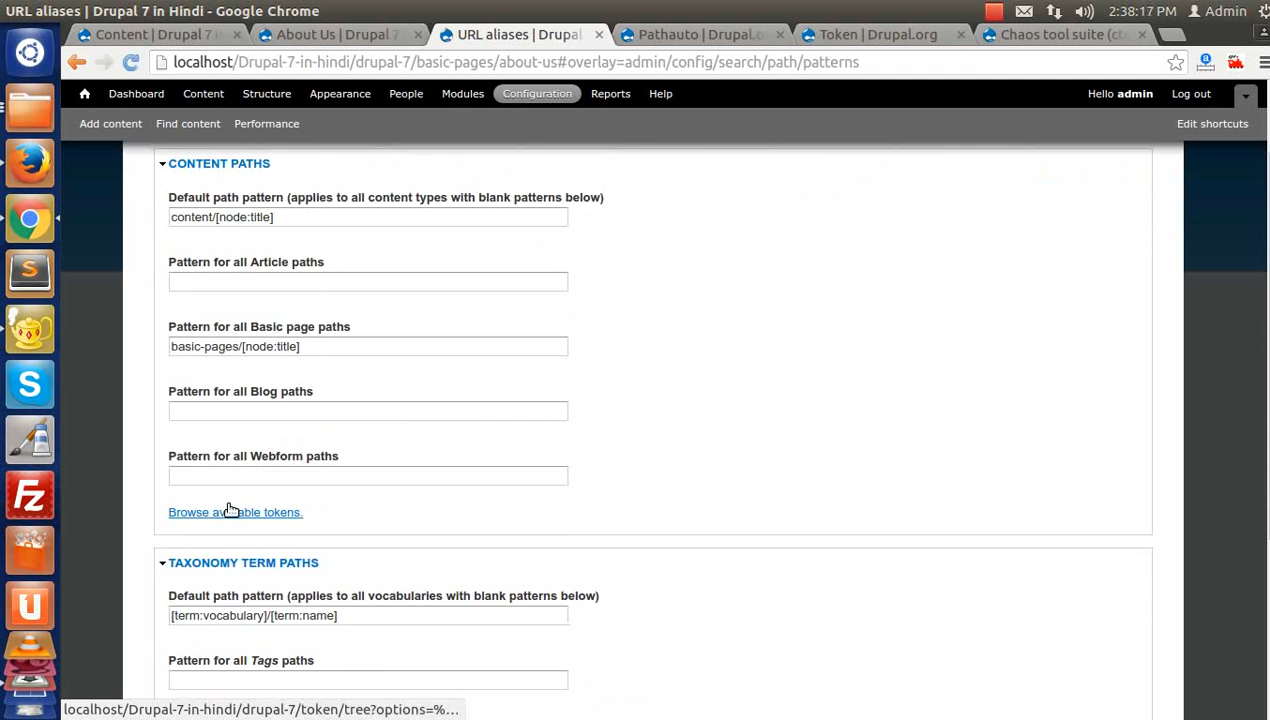 URL aliases | Drupal 7 in Hindi - Google Chrome
2:38:17 PM Admin
Content | Drupal 7
About Us | Drupal 7
URL aliases | Drupal
Pathauto | Drupal.o
Token | Drupal.org
Chaos tool suite (ct
localhost/Drupal-7-in-hindi/drupal-7/basic-pages/about-us#overlay=admin/config/search/path/patterns
Dashboard Content Structure Appearance People Modules Configuration Reports Help Hello admin Log out
Add content Find content Performance Edit shortcuts
CONTENT PATHS
Default path pattern (applies to all content types with blank patterns below)
content/[node:title]
Pattern for all Article paths
Pattern for all Basic page paths
basic-pages/[node:title]
Pattern for all Blog paths
Pattern for all Webform paths
Browse available tokens.
TAXONOMY TERM PATHS
Default path pattern (applies to all vocabularies with blank patterns below)
[term:vocabulary]/[term:name]
Pattern for all Tags paths
localhost/Drupal-7-in-hindi/drupal-7/token/tree?options=%...